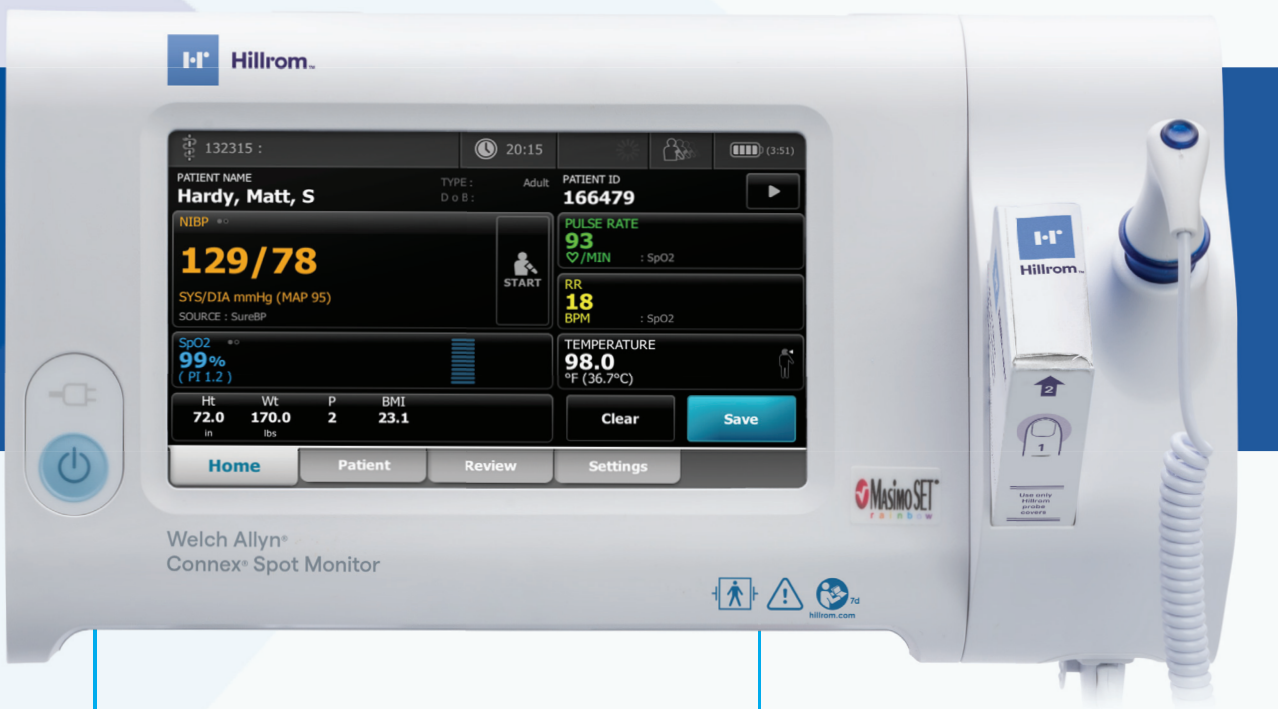 Hillrom™
132315 :
20:15
(3:51)
PATIENT NAME
Hardy, Matt, S
TYPE : Adult
D o B :
PATIENT ID
166479
NIBP
129/78
SYS/DIA mmHg (MAP 95)
SOURCE : SureBP
START
PULSE RATE
93
♡/MIN : SpO2
RR
18
BPM : SpO2
SpO2
99%
( PI 1.2 )
TEMPERATURE
98.0
°F (36.7°C)
Ht Wt P BMI
72.0 170.0 2 23.1
in lbs
Clear
Save
Home
Patient
Review
Settings
Welch Allyn®
Connex® Spot Monitor
Masimo SET®
rainbow
7d
hillrom.com
Hillrom™
2
1
Use only
Hillrom
probe
covers